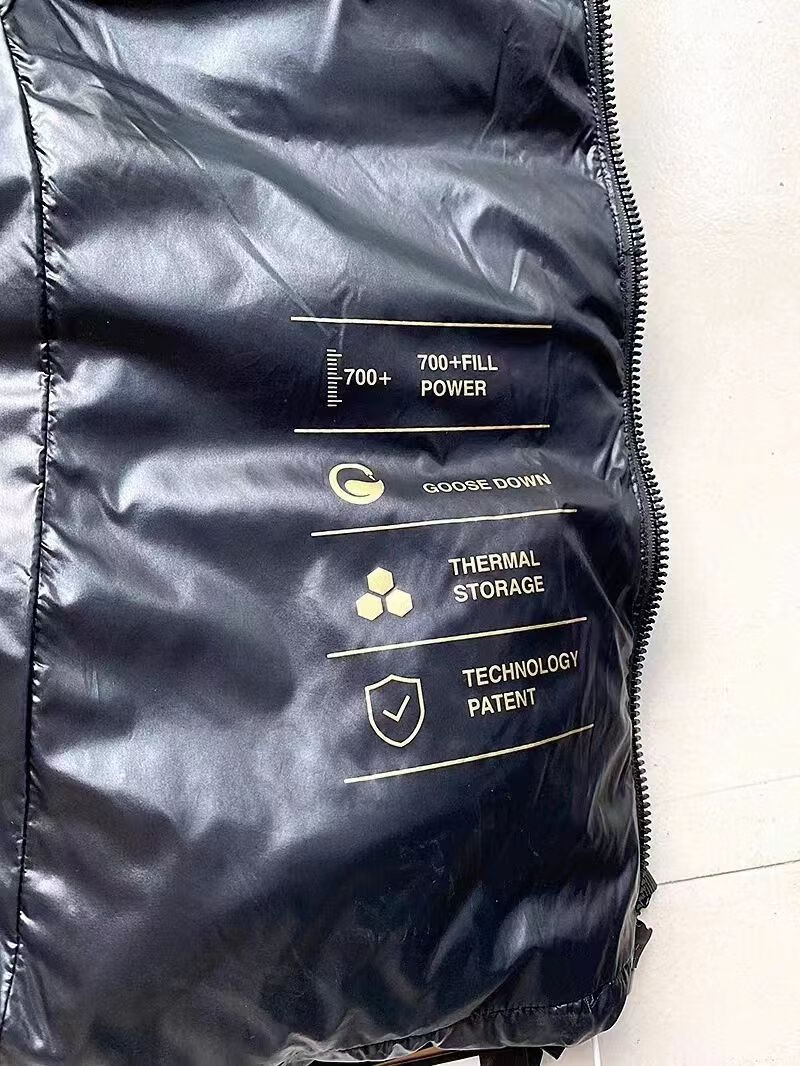 700+
700+FILL
POWER
GOOSE DOWN
THERMAL
STORAGE
TECHNOLOGY
PATENT